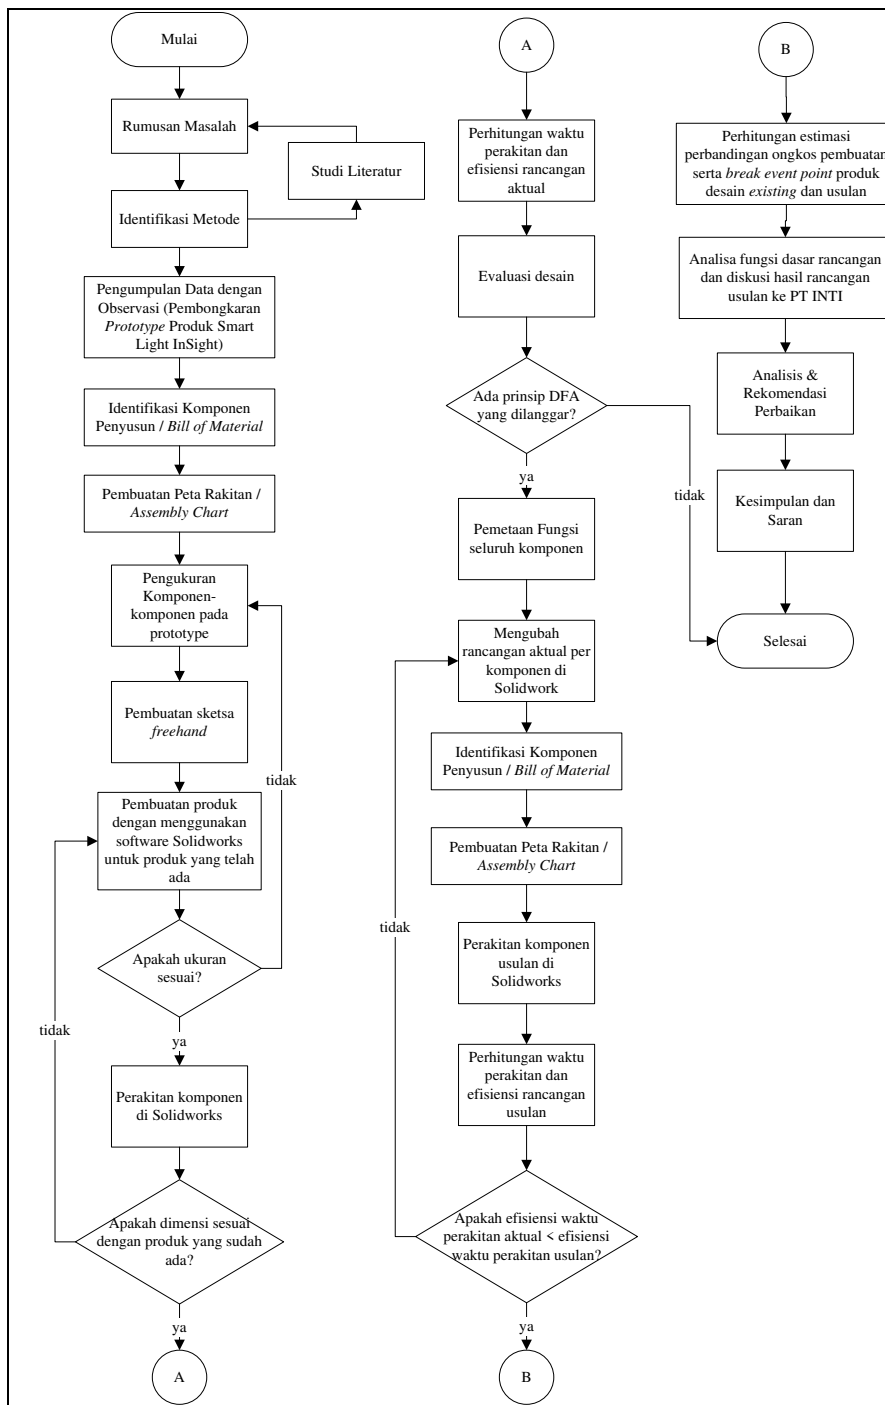 Mulai
Rumusan Masalah
Studi Literatur
Identifikasi Metode
Pengumpulan Data dengan
Observasi (Pembongkaran
Prototype Produk Smart
Light InSight)
Identifikasi Komponen
Penyusun / Bill of Material
Pembuatan Peta Rakitan /
Assembly Chart
Pengukuran
Komponen-
komponen pada
prototype
Pembuatan sketsa
freehand
tidak
Pembuatan produk
dengan menggunakan
software Solidworks
untuk produk yang telah
ada
Apakah ukuran
sesuai?
tidak
ya
Perakitan komponen
di Solidworks
Apakah dimensi sesuai
dengan produk yang sudah
ada?
ya
A
A
Perhitungan waktu
perakitan dan
efisiensi rancangan
aktual
Evaluasi desain
Ada prinsip DFA
yang dilanggar?
ya
tidak
Pemetaan Fungsi
seluruh komponen
Mengubah
rancangan aktual per
komponen di
Solidwork
Identifikasi Komponen
Penyusun / Bill of Material
Pembuatan Peta Rakitan /
Assembly Chart
tidak
Perakitan komponen
usulan di
Solidworks
Perhitungan waktu
perakitan dan
efisiensi rancangan
usulan
Apakah efisiensi waktu
perakitan aktual < efisiensi
waktu perakitan usulan?
ya
B
B
Perhitungan estimasi
perbandingan ongkos pembuatan
serta break event point produk
desain existing dan usulan
Analisa fungsi dasar rancangan
dan diskusi hasil rancangan
usulan ke PT INTI
Analisis &
Rekomendasi
Perbaikan
Kesimpulan dan
Saran
Selesai